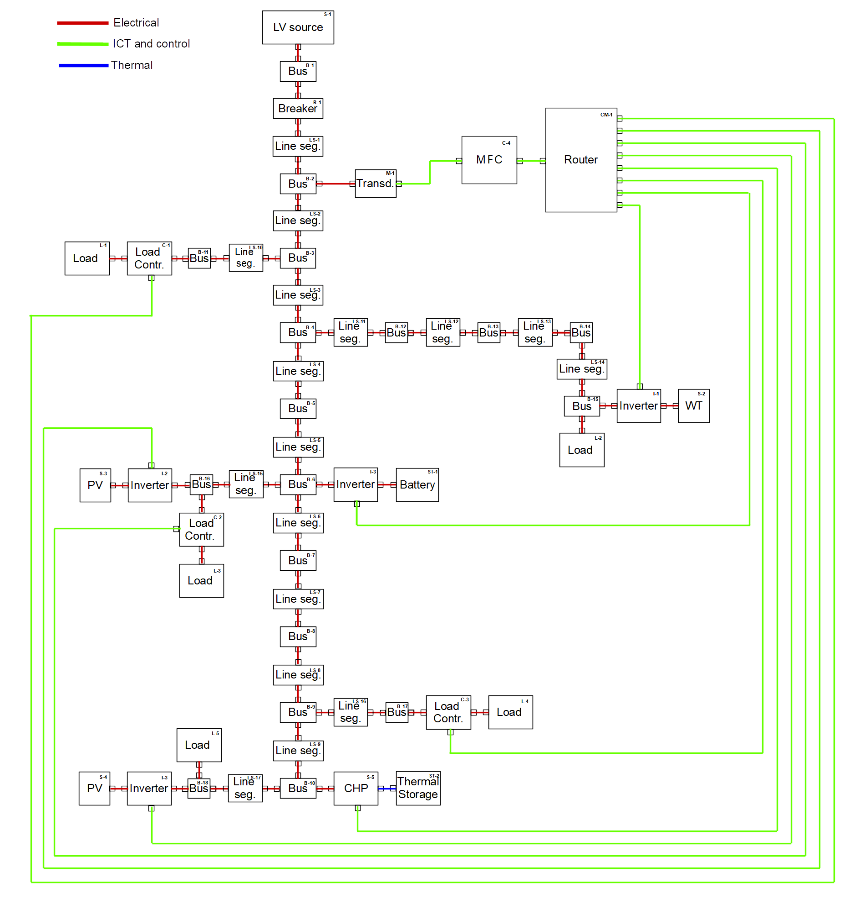 Electrical
ICT and control
Thermal
S-1
LV source
B-1
Bus
B-1
Breaker
LS-1
Line seg.
B-2
Bus
M-1
Transd.
C-4
MFC
CM-1
Router
LS-2
Line seg.
L-1
Load
C-1
Load
Contr.
B-11
Bus
LS-10
Line
seg.
B-3
Bus
LS-3
Line seg.
B-4
Bus
LS-11
Line
seg.
B-12
Bus
LS-12
Line
seg.
B-13
Bus
LS-13
Line
seg.
B-14
Bus
LS-4
Line seg.
LS-14
Line seg.
B-5
Bus
B-15
Bus
I-1
Inverter
S-2
WT
LS-5
Line seg.
L-2
Load
S-3
PV
I-2
Inverter
B-16
Bus
LS-15
Line
seg.
B-6
Bus
I-3
Inverter
St-1
Battery
C-2
Load
Contr.
LS-6
Line seg.
L-3
Load
B-7
Bus
LS-7
Line seg.
B-8
Bus
LS-8
Line seg.
B-9
Bus
LS-16
Line
seg.
B-17
Bus
C-3
Load
Contr.
L-4
Load
L-5
Load
LS-9
Line seg.
S-4
PV
I-3
Inverter
B-18
Bus
LS-17
Line
seg.
B-10
Bus
S-5
CHP
ST-2
Thermal
Storage